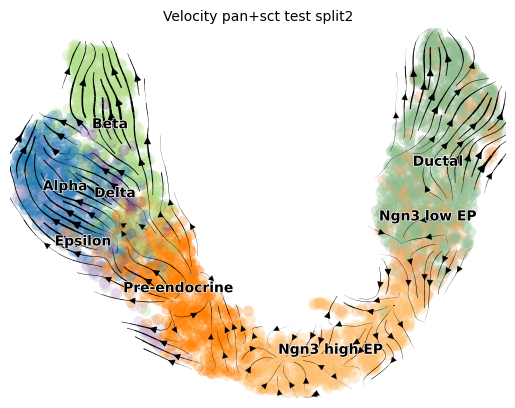 Velocity pan+sct test split2
Beta
Ductal
Alpha
Delta
Ngn3 low EP
Epsilon
Pre-endocrine
Ngn3 high EP